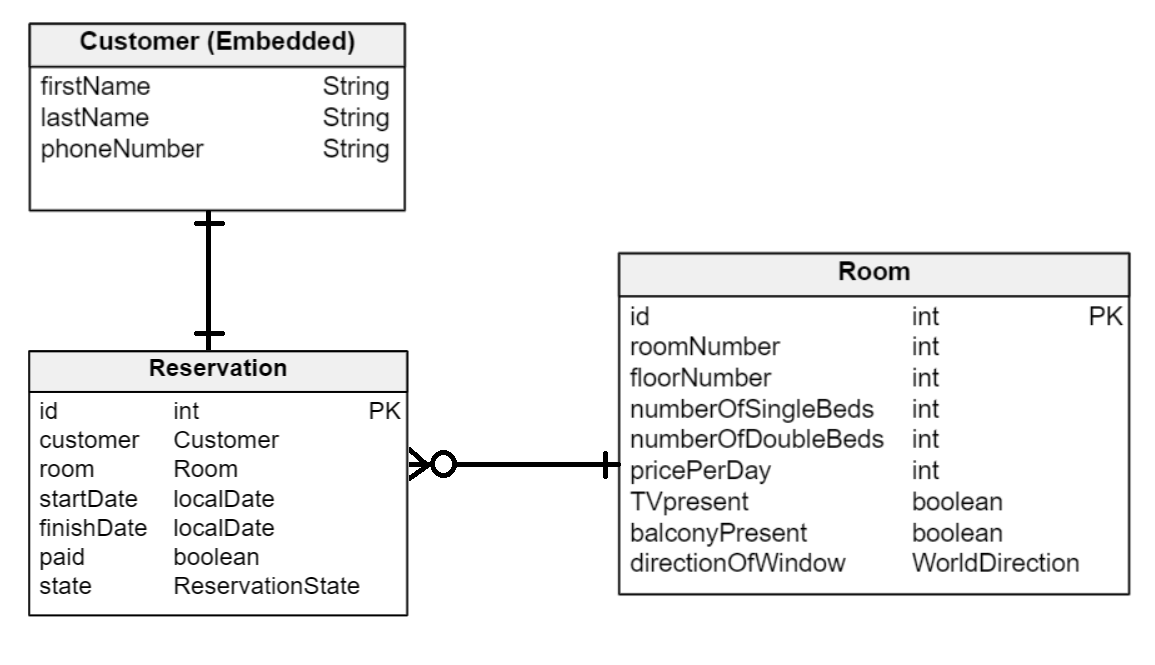 Customer (Embedded)
firstName String
lastName String
phoneNumber String
Reservation
id int PK
customer Customer
room Room
startDate localDate
finishDate localDate
paid boolean
state ReservationState
Room
id int PK
roomNumber int
floorNumber int
numberOfSingleBeds int
numberOfDoubleBeds int
pricePerDay int
TVpresent boolean
balconyPresent boolean
directionOfWindow WorldDirection